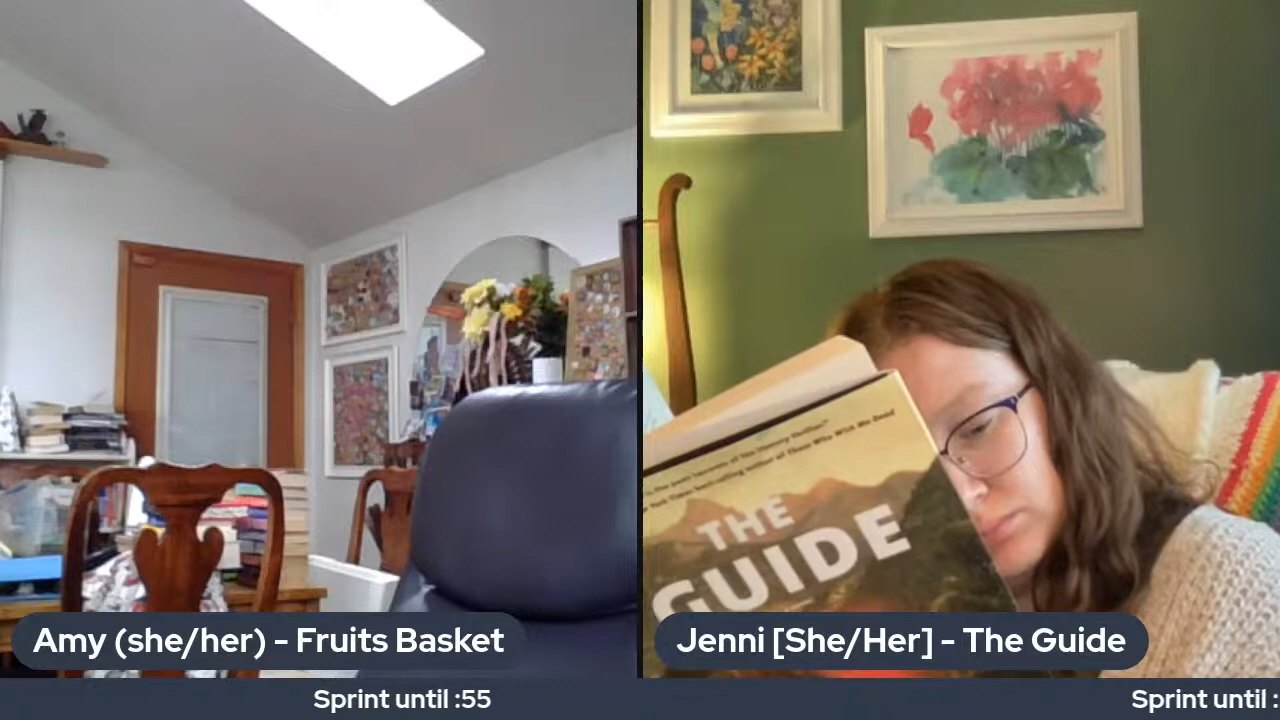 THE
GUIDE
Amy (she/her) - Fruits Basket
Jenni [She/Her] - The Guide
Sprint until :55
Sprint until :